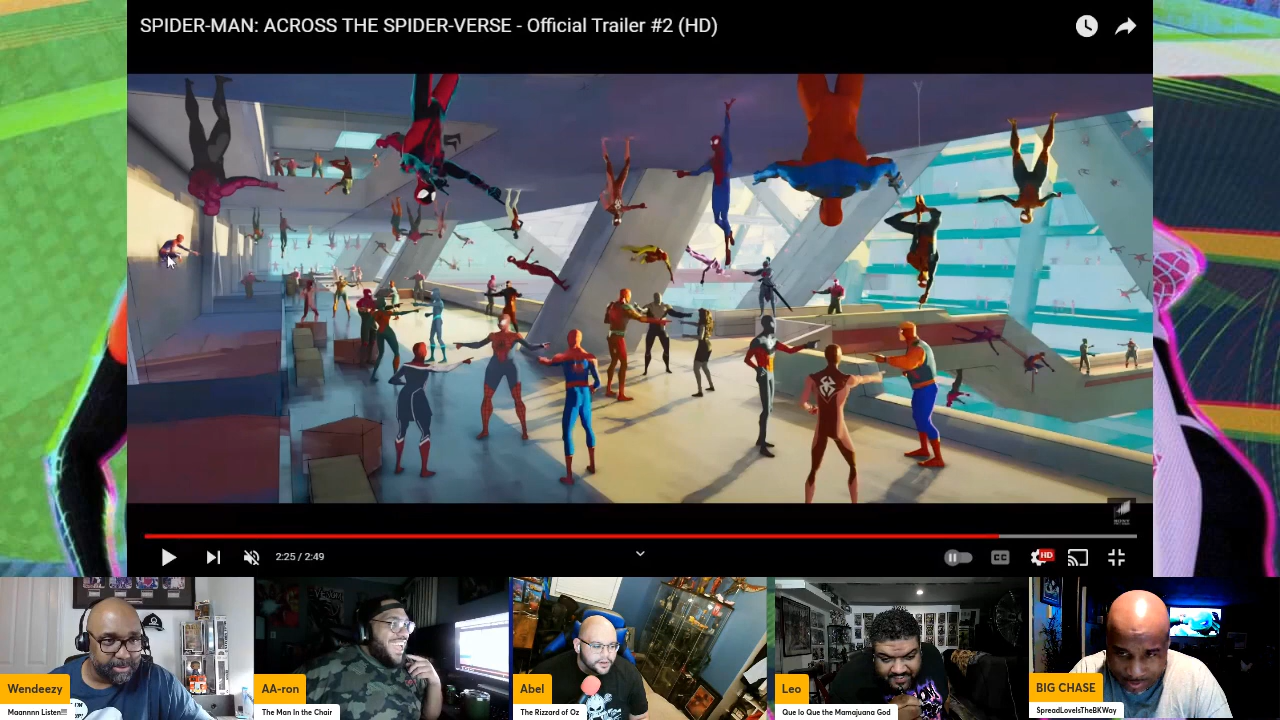 SPIDER-MAN: ACROSS THE SPIDER-VERSE - Official Trailer #2 (HD)
2:25 / 2:49
CC
HD
Wendeezy
Maannnn Listen!!!
AA-ron
The Man In the Chair
Abel
The Rizzard of Oz
Leo
Que lo Que the Mamajuana God
BIG CHASE
SpreadLoveIsTheBKWay